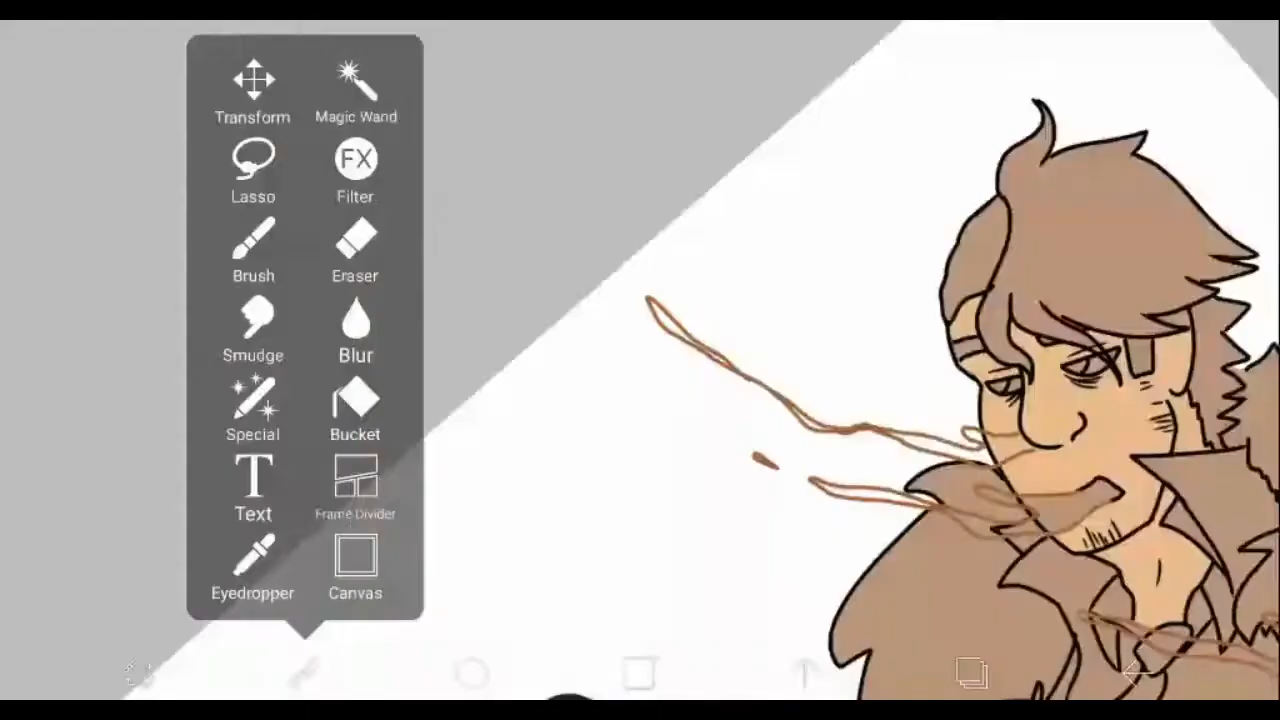 Transform Magic Wand
Lasso Filter
FX
Brush Eraser
Smudge Blur
Special Bucket
T
Text Frame Divider
Eyedropper Canvas